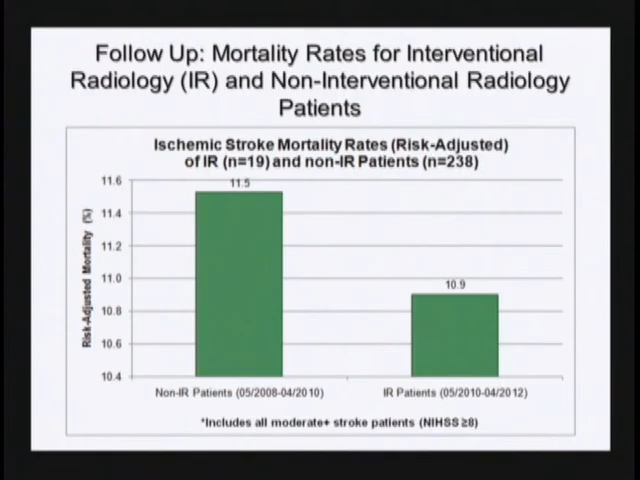 Follow Up: Mortality Rates for Interventional
Radiology (IR) and Non-Interventional Radiology
Patients
Ischemic Stroke Mortality Rates (Risk-Adjusted)
of IR (n=19) and non-IR Patients (n=238)
Risk-Adjusted Mortality (%)
11.6
11.4
11.2
11.0
10.8
10.6
10.4
11.5
10.9
Non-IR Patients (05/2008-04/2010)
IR Patients (05/2010-04/2012)
*Includes all moderate+ stroke patients (NIHSS ≥8)